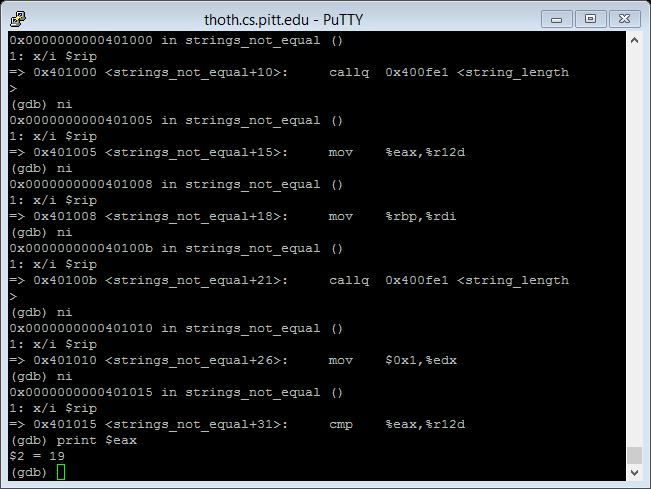 thoth.cs.pitt.edu - PuTTY
0x0000000000401000 in strings_not_equal ()
1: x/i $rip
=> 0x401000 <strings_not_equal+10>:     callq  0x400fe1 <string_length
>
(gdb) ni
0x0000000000401005 in strings_not_equal ()
1: x/i $rip
=> 0x401005 <strings_not_equal+15>:     mov    %eax,%r12d
(gdb) ni
0x0000000000401008 in strings_not_equal ()
1: x/i $rip
=> 0x401008 <strings_not_equal+18>:     mov    %rbp,%rdi
(gdb) ni
0x000000000040100b in strings_not_equal ()
1: x/i $rip
=> 0x40100b <strings_not_equal+21>:     callq  0x400fe1 <string_length
>
(gdb) ni
0x0000000000401010 in strings_not_equal ()
1: x/i $rip
=> 0x401010 <strings_not_equal+26>:     mov    $0x1,%edx
(gdb) ni
0x0000000000401015 in strings_not_equal ()
1: x/i $rip
=> 0x401015 <strings_not_equal+31>:     cmp    %eax,%r12d
(gdb) print $eax
$2 = 19
(gdb)